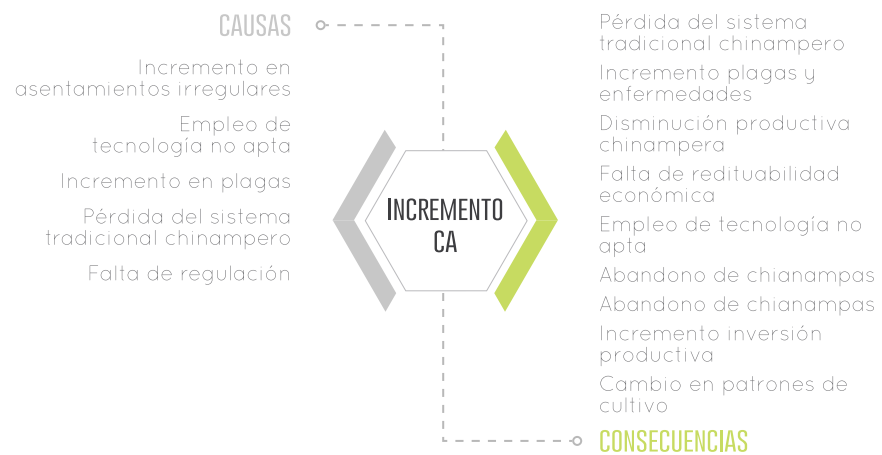 CAUSAS
Incremento en
asentamientos irregulares
Empleo de
tecnología no apta
Incremento en plagas
Pérdida del sistema
tradicional chinampero
Falta de regulación
INCREMENTO
CA
Pérdida del sistema
tradicional chinampero
Incremento plagas y
enfermedades
Disminución productiva
chinampera
Falta de redituabilidad
económica
Empleo de tecnología no
apta
Abandono de chianampas
Abandono de chianampas
Incremento inversión
productiva
Cambio en patrones de
cultivo
CONSECUENCIAS